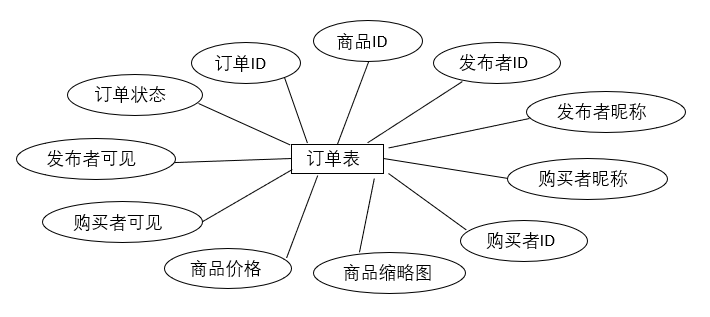 商品ID
订单ID
发布者ID
订单状态
发布者昵称
发布者可见
订单表
购买者昵称
购买者可见
购买者ID
商品价格
商品缩略图